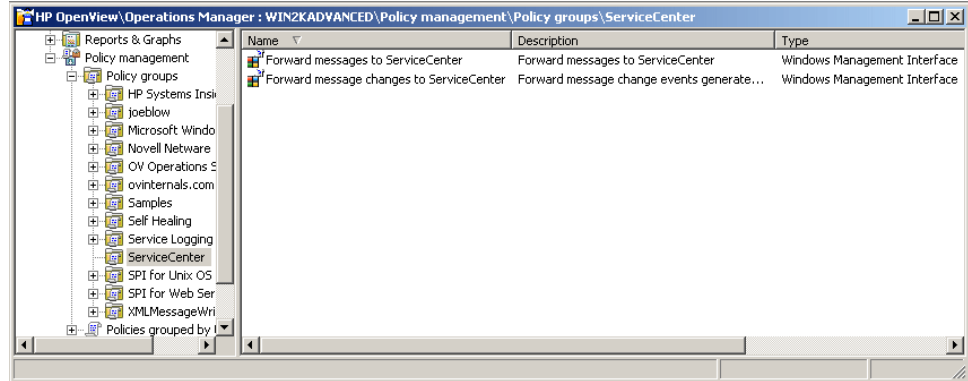 HP OpenView\Operations Manager : WIN2KADVANCED\Policy management\Policy groups\ServiceCenter
Reports & Graphs
Policy management
Policy groups
HP Systems Insi
joeblow
Microsoft Windo
Novell Netware
OV Operations S
ovinternals.com
Samples
Self Healing
Service Logging
ServiceCenter
SPI for Unix OS
SPI for Web Ser
XMLMessageWri
Policies grouped by
Name Description Type
Forward messages to ServiceCenter Forward messages to ServiceCenter Windows Management Interface
Forward message changes to ServiceCenter Forward message change events generate... Windows Management Interface